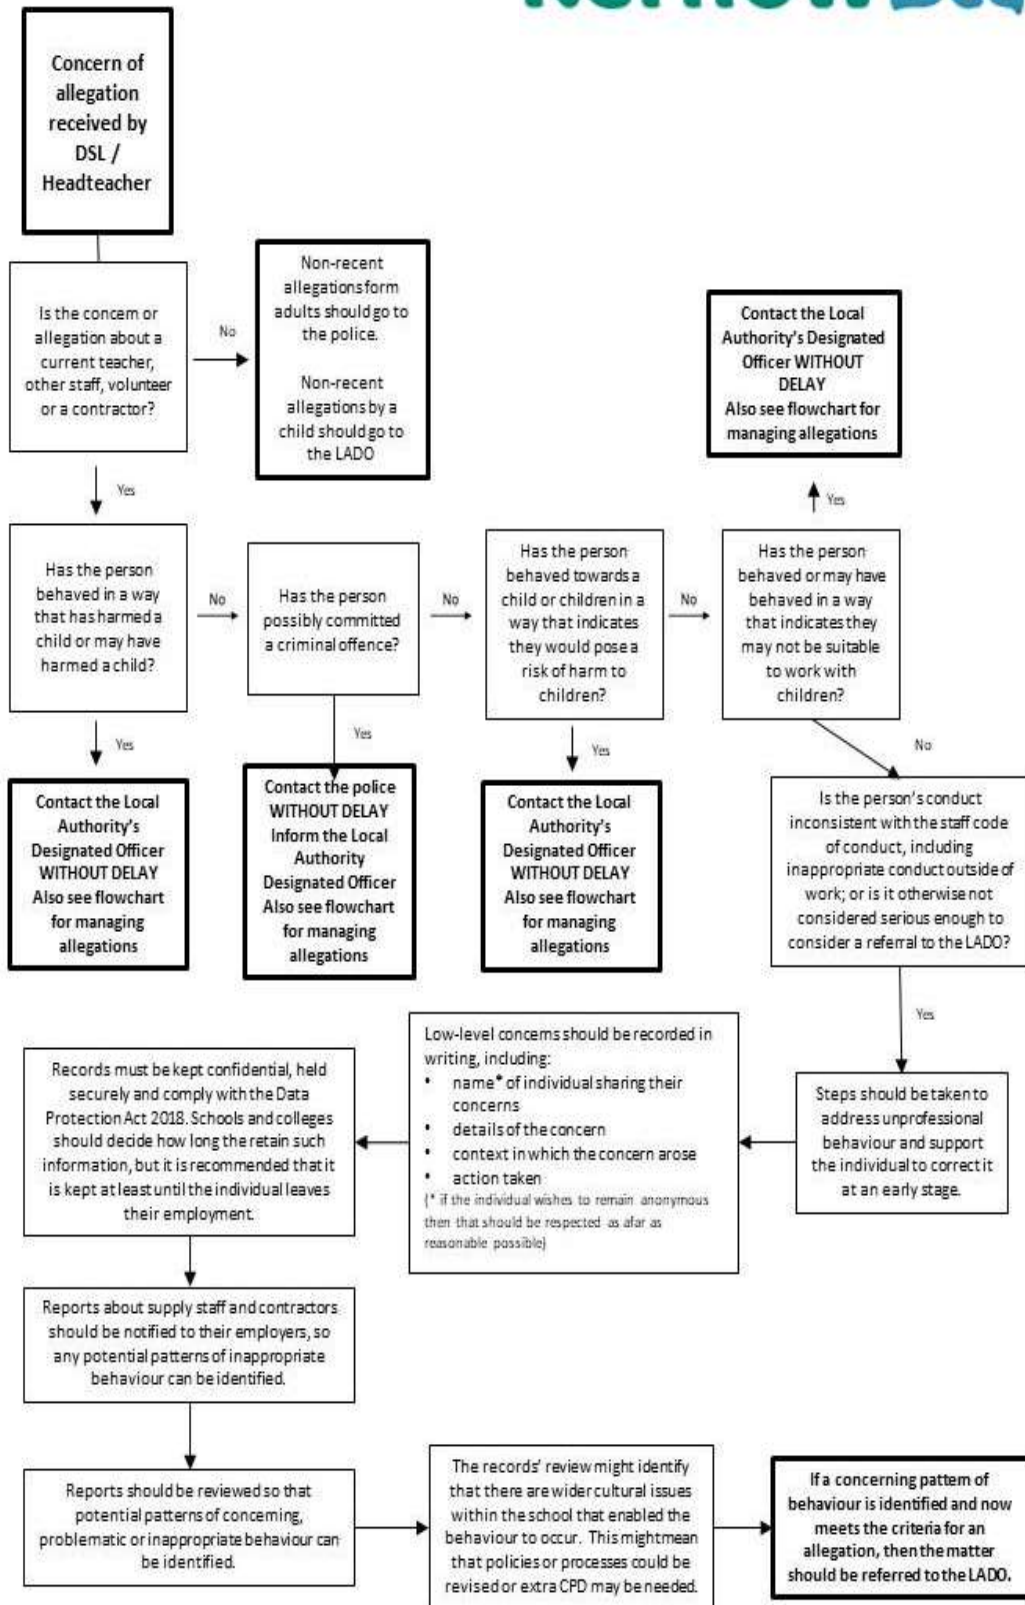 Concern of
allegation
received by
DSL /
Headteacher
Is the concern or
allegation about a
current teacher,
other staff, volunteer
or a contractor?
No
Non-recent
allegations form
adults should go to
the police.
Non-recent
allegations by a
child should go to
the LADO
Contact the Local
Authority's Designated
Officer WITHOUT
DELAY
Also see flowchart for
managing allegations
Yes
Yes
Has the person
behaved in a way
that has harmed a
child or may have
harmed a child?
No
Has the person
possibly committed
a criminal offence?
No
Has the person
behaved towards a
child or children in a
way that indicates
they would pose a
risk of harm to
children?
No
Has the person
behaved or may have
behaved in a way
that indicates they
may not be suitable
to work with
children?
Yes
Yes
Yes
No
Contact the Local
Authority's
Designated Officer
WITHOUT DELAY
Also see flowchart
for managing
allegations
Contact the police
WITHOUT DELAY
Inform the Local
Authority
Designated Officer
Also see flowchart
for managing
allegations
Contact the Local
Authority's
Designated Officer
WITHOUT DELAY
Also see flowchart
for managing
allegations
Is the person's conduct
inconsistent with the staff code
of conduct, including
inappropriate conduct outside of
work; or is it otherwise not
considered serious enough to
consider a referral to the LADO?
Yes
Steps should be taken to
address unprofessional
behaviour and support
the individual to correct it
at an early stage.
Low-level concerns should be recorded in
writing, including:
• name* of individual sharing their
concerns
• details of the concern
• context in which the concern arose
• action taken
(* if the individual wishes to remain anonymous
then that should be respected as afar as
reasonable possible)
Records must be kept confidential, held
securely and comply with the Data
Protection Act 2018. Schools and colleges
should decide how long the retain such
information, but it is recommended that it
is kept at least until the individual leaves
their employment.
Reports about supply staff and contractors
should be notified to their employers, so
any potential patterns of inappropriate
behaviour can be identified.
Reports should be reviewed so that
potential patterns of concerning,
problematic or inappropriate behaviour can
be identified.
The records' review might identify
that there are wider cultural issues
within the school that enabled the
behaviour to occur. This might mean
that policies or processes could be
revised or extra CPD may be needed.
If a concerning pattern of
behaviour is identified and now
meets the criteria for an
allegation, then the matter
should be referred to the LADO.